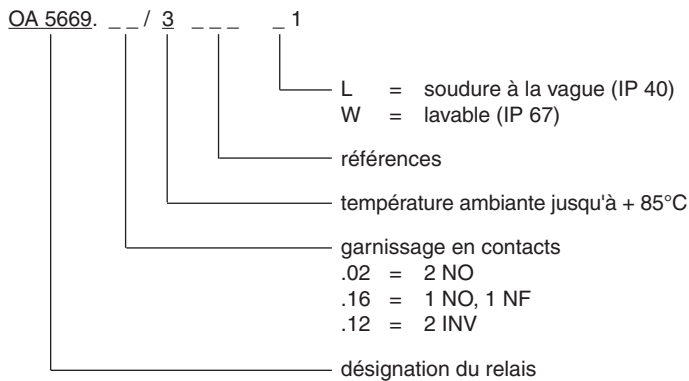 OA 5669. _ _ / 3 _ _ _ _ 1
L = soudure à la vague (IP 40)
W = lavable (IP 67)
références
température ambiante jusqu'à + 85°C
garnissage en contacts
.02 = 2 NO
.16 = 1 NO, 1 NF
.12 = 2 INV
désignation du relais